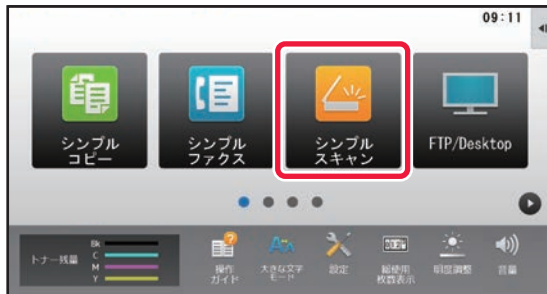 09:11
シンプル
コピー
シンプル
ファクス
シンプル
スキャン
FTP/Desktop
トナー残量
Bk
C
M
Y
操作
ガイド
大きな文字
モード
設定
総使用
枚数表示
明度調整
音量